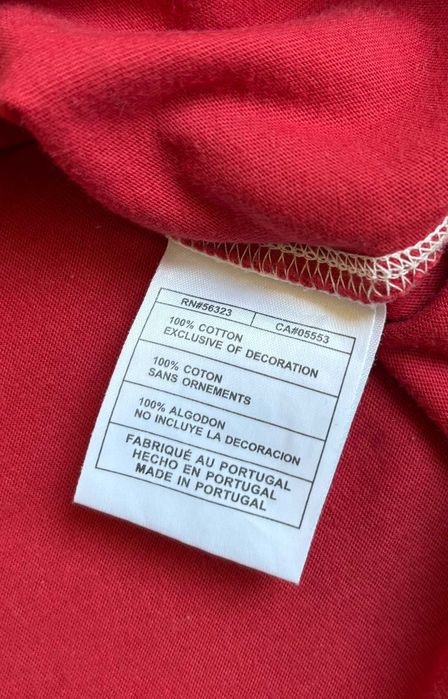 RN#56323 CA#05553
100% COTTON
EXCLUSIVE OF DECORATION
100% COTON
SANS ORNEMENTS
100% ALGODON
NO INCLUYE LA DECORACION
FABRIQUÉ AU PORTUGAL
HECHO EN PORTUGAL
MADE IN PORTUGAL